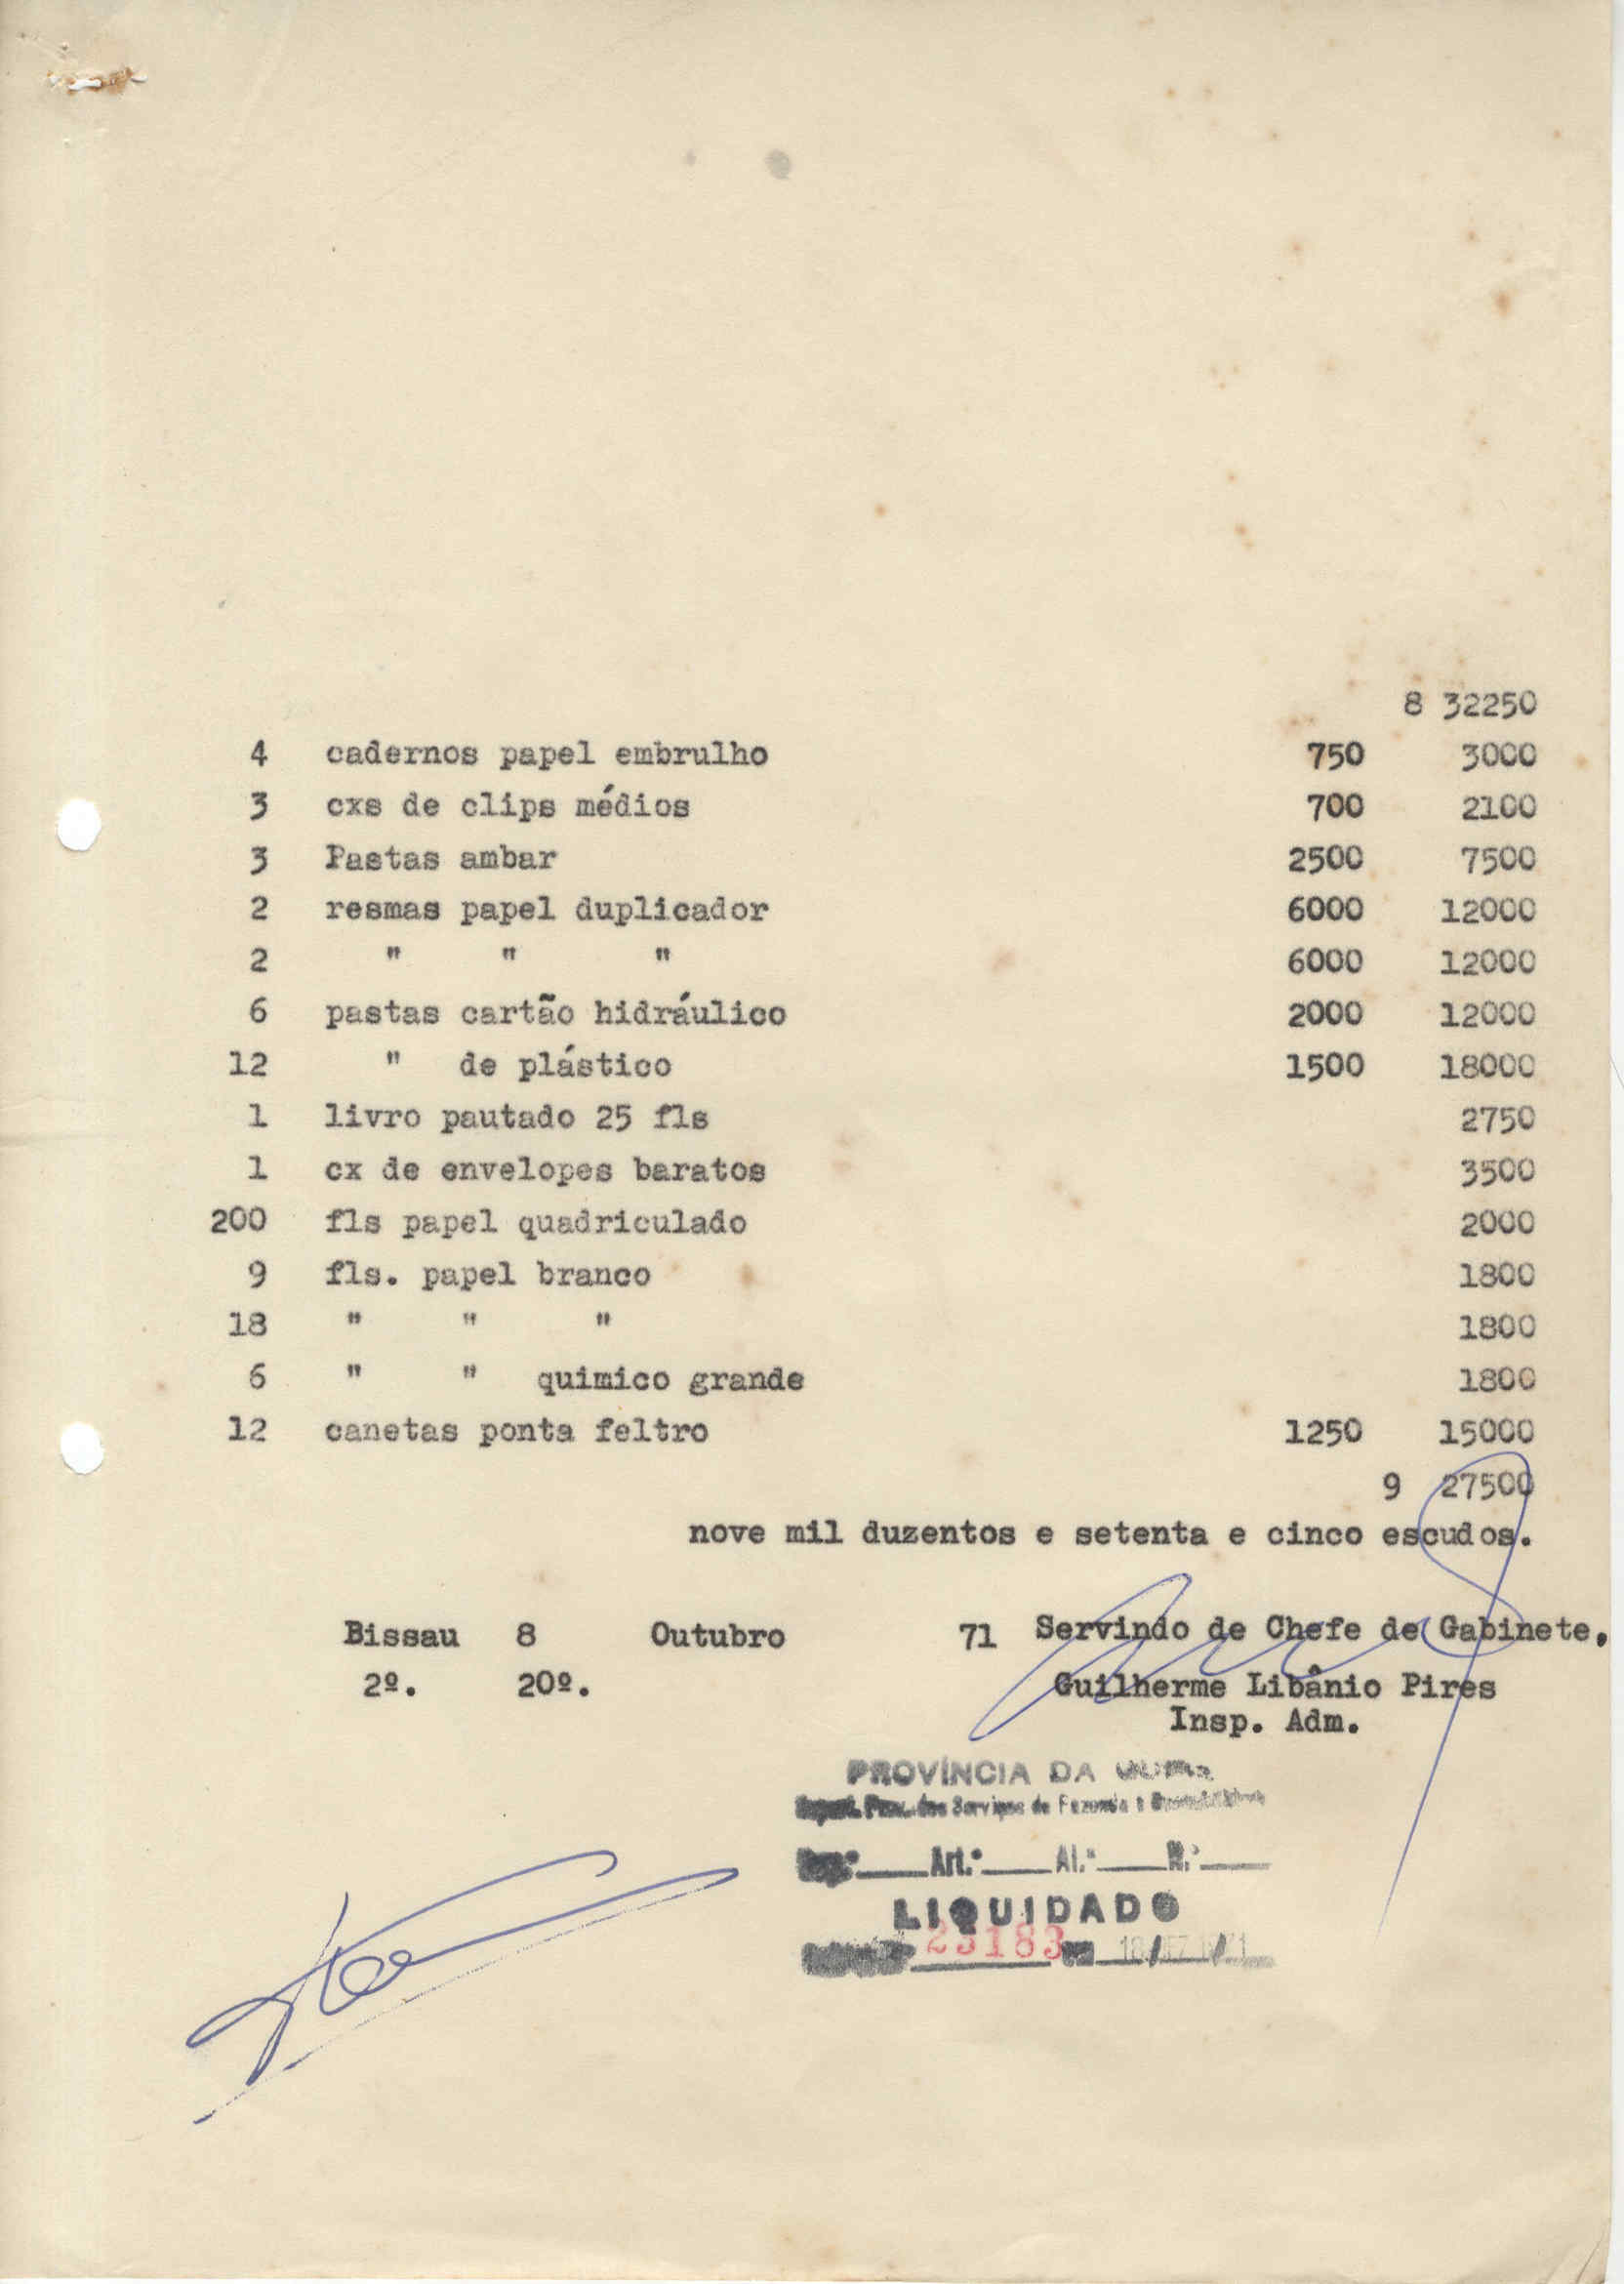 8 32250
4 cadernos papel embrulho 750 3000
3 cxs de clips médios 700 2100
3 Pastas ambar 2500 7500
2 resmas papel duplicador 6000 12000
2 " " " 6000 12000
6 pastas cartão hidráulico 2000 12000
12 " de plástico 1500 18000
1 livro pautado 25 fls 2750
1 cx de envelopes baratos 3500
200 fls papel quadriculado 2000
9 fls. papel branco 1800
18 " " " 1800
6 " " quimico grande 1800
12 canetas ponta feltro 1250 15000
9 27500
nove mil duzentos e setenta e cinco escudos.
Bissau 8 Outubro 71 Servindo de Chefe de Gabinete.
2º. 20º. Guilherme Libânio Pires
Insp. Adm.
PROVÍNCIA DA
dos Serviços de Fazenda e
Art.º Al.ª N.º
LIQUIDADO
23183